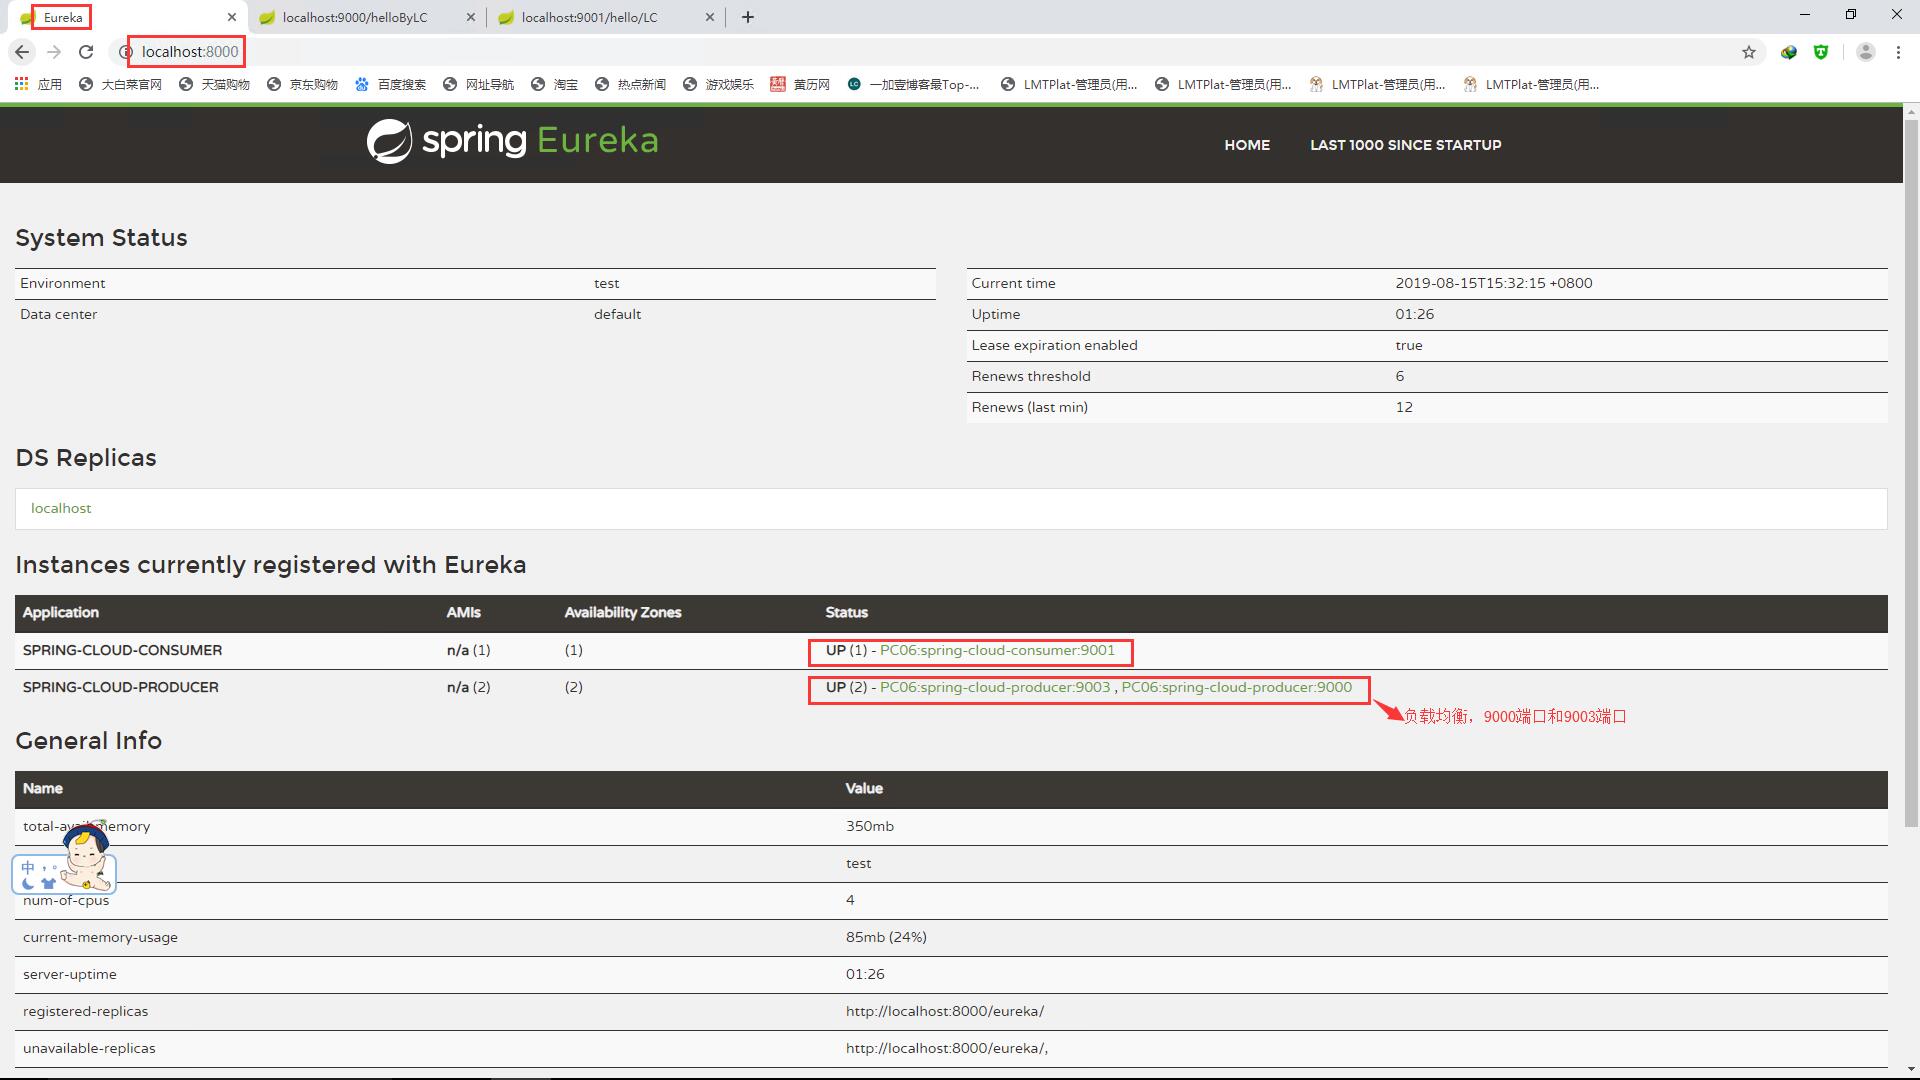 Eureka
localhost:9000/helloByLC
localhost:9001/hello/LC
localhost:8000
应用 大白菜官网 天猫购物 京东购物 百度搜索 网址导航 淘宝 热点新闻 游戏娱乐 黄历网 一加壹博客最Top-... LMTPlat-管理员(用... LMTPlat-管理员(用... LMTPlat-管理员(用... LMTPlat-管理员(用...
spring Eureka
HOME LAST 1000 SINCE STARTUP
System Status
Environment test
Data center default
Current time 2019-08-15T15:32:15 +0800
Uptime 01:26
Lease expiration enabled true
Renews threshold 6
Renews (last min) 12
DS Replicas
localhost
Instances currently registered with Eureka
Application AMIs Availability Zones Status
SPRING-CLOUD-CONSUMER n/a (1) (1) UP (1) - PC06:spring-cloud-consumer:9001
SPRING-CLOUD-PRODUCER n/a (2) (2) UP (2) - PC06:spring-cloud-producer:9003 , PC06:spring-cloud-producer:9000
负载均衡，9000端口和9003端口
General Info
Name Value
350mb
test
中
num-of-cpus 4
current-memory-usage 85mb (24%)
server-uptime 01:26
registered-replicas http://localhost:8000/eureka/
unavailable-replicas http://localhost:8000/eureka/,